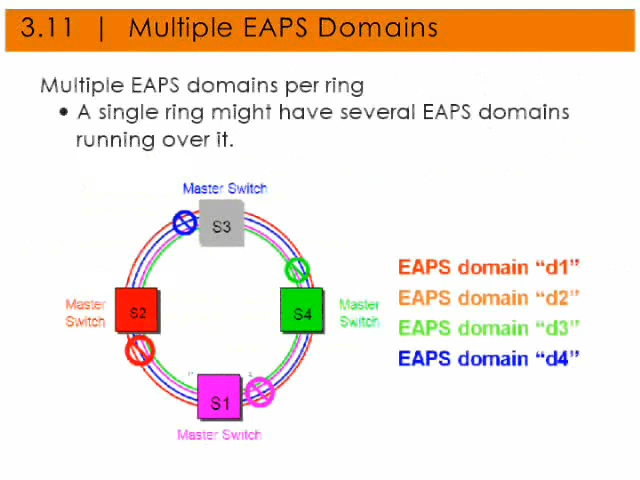 3.11 | Multiple EAPS Domains
Multiple EAPS domains per ring
• A single ring might have several EAPS domains
running over it.
Master Switch
S3
EAPS domain “d1”
EAPS domain “d2”
EAPS domain “d3”
EAPS domain “d4”
Master
Switch
S2
S4
Master
Switch
S1
Master Switch